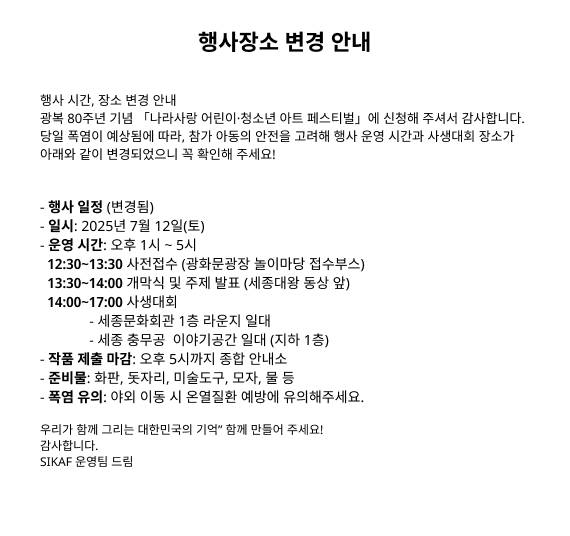 행사장소 변경 안내
행사 시간, 장소 변경 안내
광복 80주년 기념 「나라사랑 어린이·청소년 아트 페스티벌」에 신청해 주셔서 감사합니다.
당일 폭염이 예상됨에 따라, 참가 아동의 안전을 고려해 행사 운영 시간과 사생대회 장소가
아래와 같이 변경되었으니 꼭 확인해 주세요!
- 행사 일정 (변경됨)
- 일시: 2025년 7월 12일(토)
- 운영 시간: 오후 1시 ~ 5시
12:30~13:30 사전접수 (광화문광장 놀이마당 접수부스)
13:30~14:00 개막식 및 주제 발표 (세종대왕 동상 앞)
14:00~17:00 사생대회
- 세종문화회관 1층 라운지 일대
- 세종 충무공  이야기공간 일대 (지하 1층)
- 작품 제출 마감: 오후 5시까지 종합 안내소
- 준비물: 화판, 돗자리, 미술도구, 모자, 물 등
- 폭염 유의: 야외 이동 시 온열질환 예방에 유의해주세요.
우리가 함께 그리는 대한민국의 기억” 함께 만들어 주세요!
감사합니다.
SIKAF 운영팀 드림